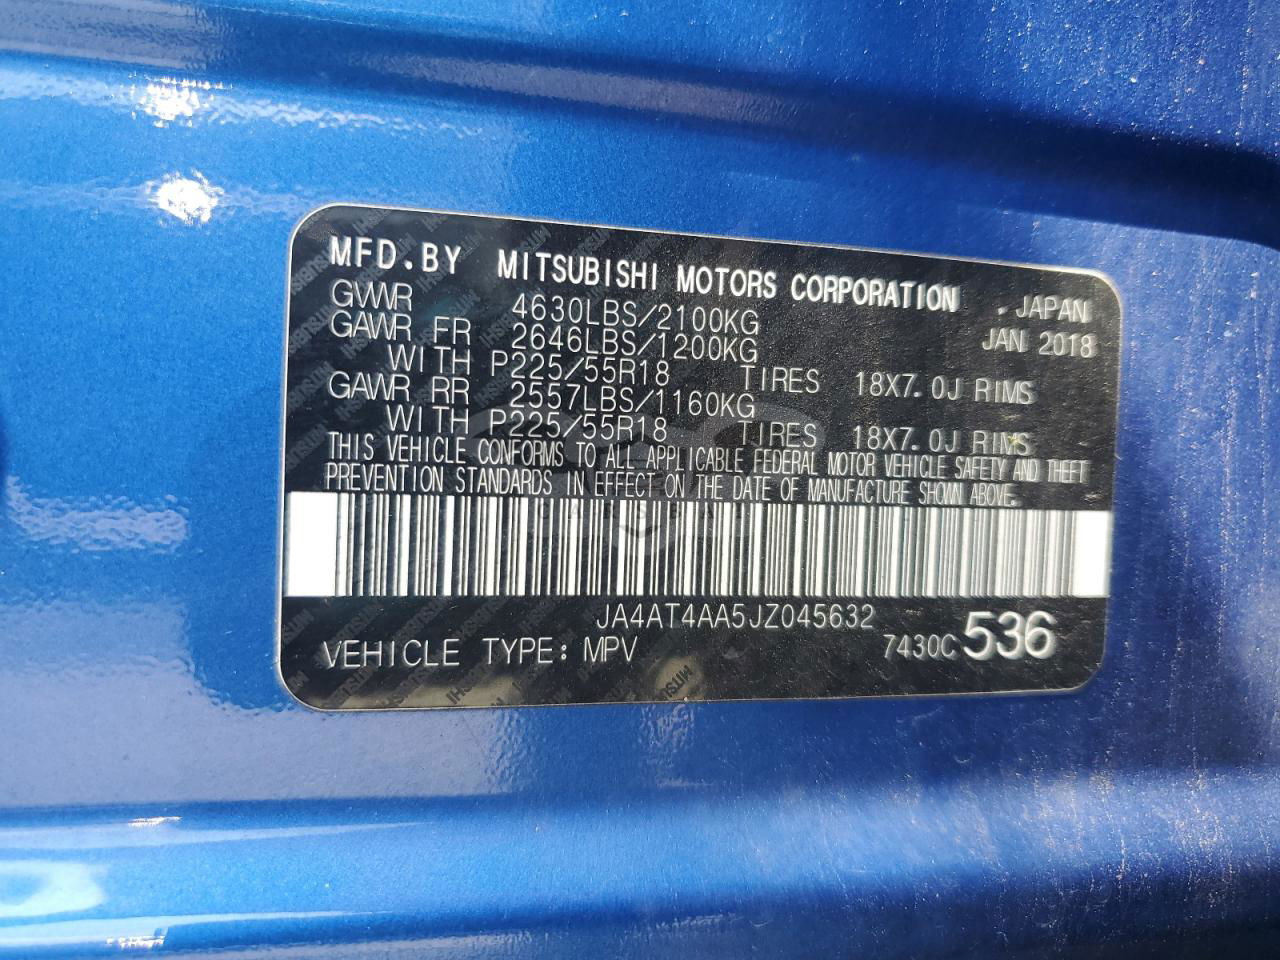 MFD.BY MITSUBISHI MOTORS CORPORATION , JAPAN
GVWR 4630LBS/2100KG JAN 2018
GAWR FR 2646LBS/1200KG
WITH P225/55R18 TIRES 18X7.0J RIMS
GAWR RR 2557LBS/1160KG
WITH P225/55R18 TIRES 18X7.0J RIMS
THIS VEHICLE CONFORMS TO ALL APPLICABLE FEDERAL MOTOR VEHICLE SAFETY AND THEFT
PREVENTION STANDARDS IN EFFECT ON THE DATE OF MANUFACTURE SHOWN ABOVE.
JA4AT4AA5JZ045632
VEHICLE TYPE: MPV 7430C 536